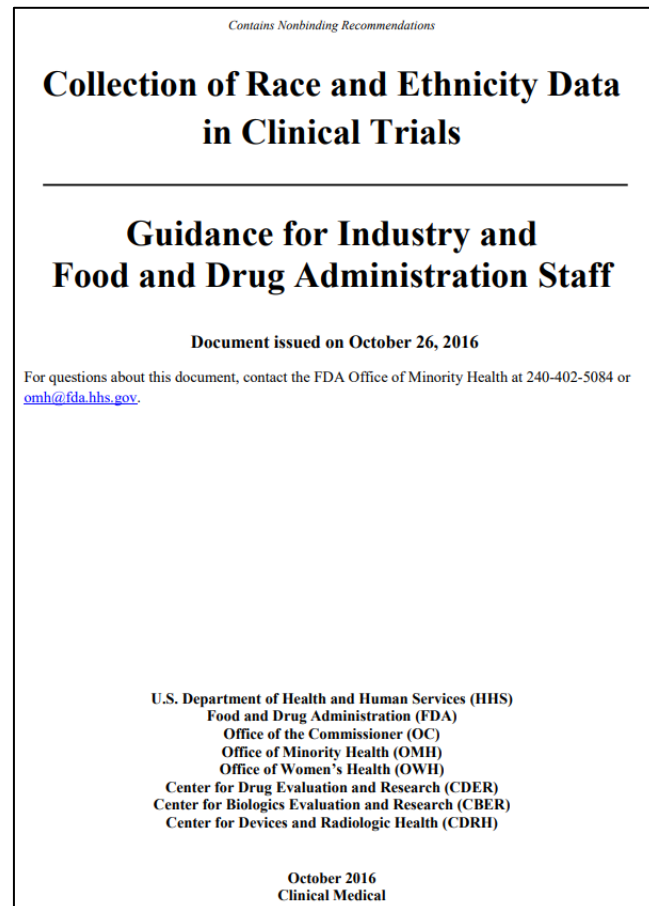 Contains Nonbinding Recommendations
Collection of Race and Ethnicity Data
in Clinical Trials
Guidance for Industry and
Food and Drug Administration Staff
Document issued on October 26, 2016
For questions about this document, contact the FDA Office of Minority Health at 240-402-5084 or
omh@fda.hhs.gov.
U.S. Department of Health and Human Services (HHS)
Food and Drug Administration (FDA)
Office of the Commissioner (OC)
Office of Minority Health (OMH)
Office of Women’s Health (OWH)
Center for Drug Evaluation and Research (CDER)
Center for Biologics Evaluation and Research (CBER)
Center for Devices and Radiologic Health (CDRH)
October 2016
Clinical Medical